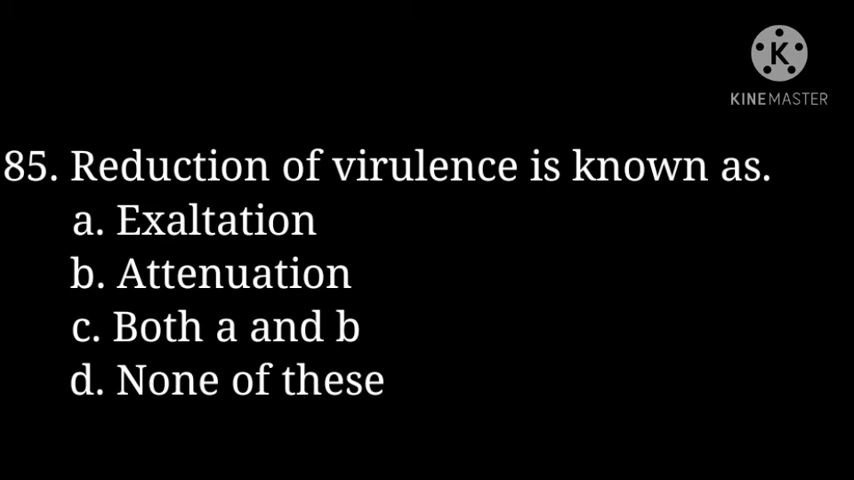 KINEMASTER
85. Reduction of virulence is known as.
a. Exaltation
b. Attenuation
c. Both a and b
d. None of these